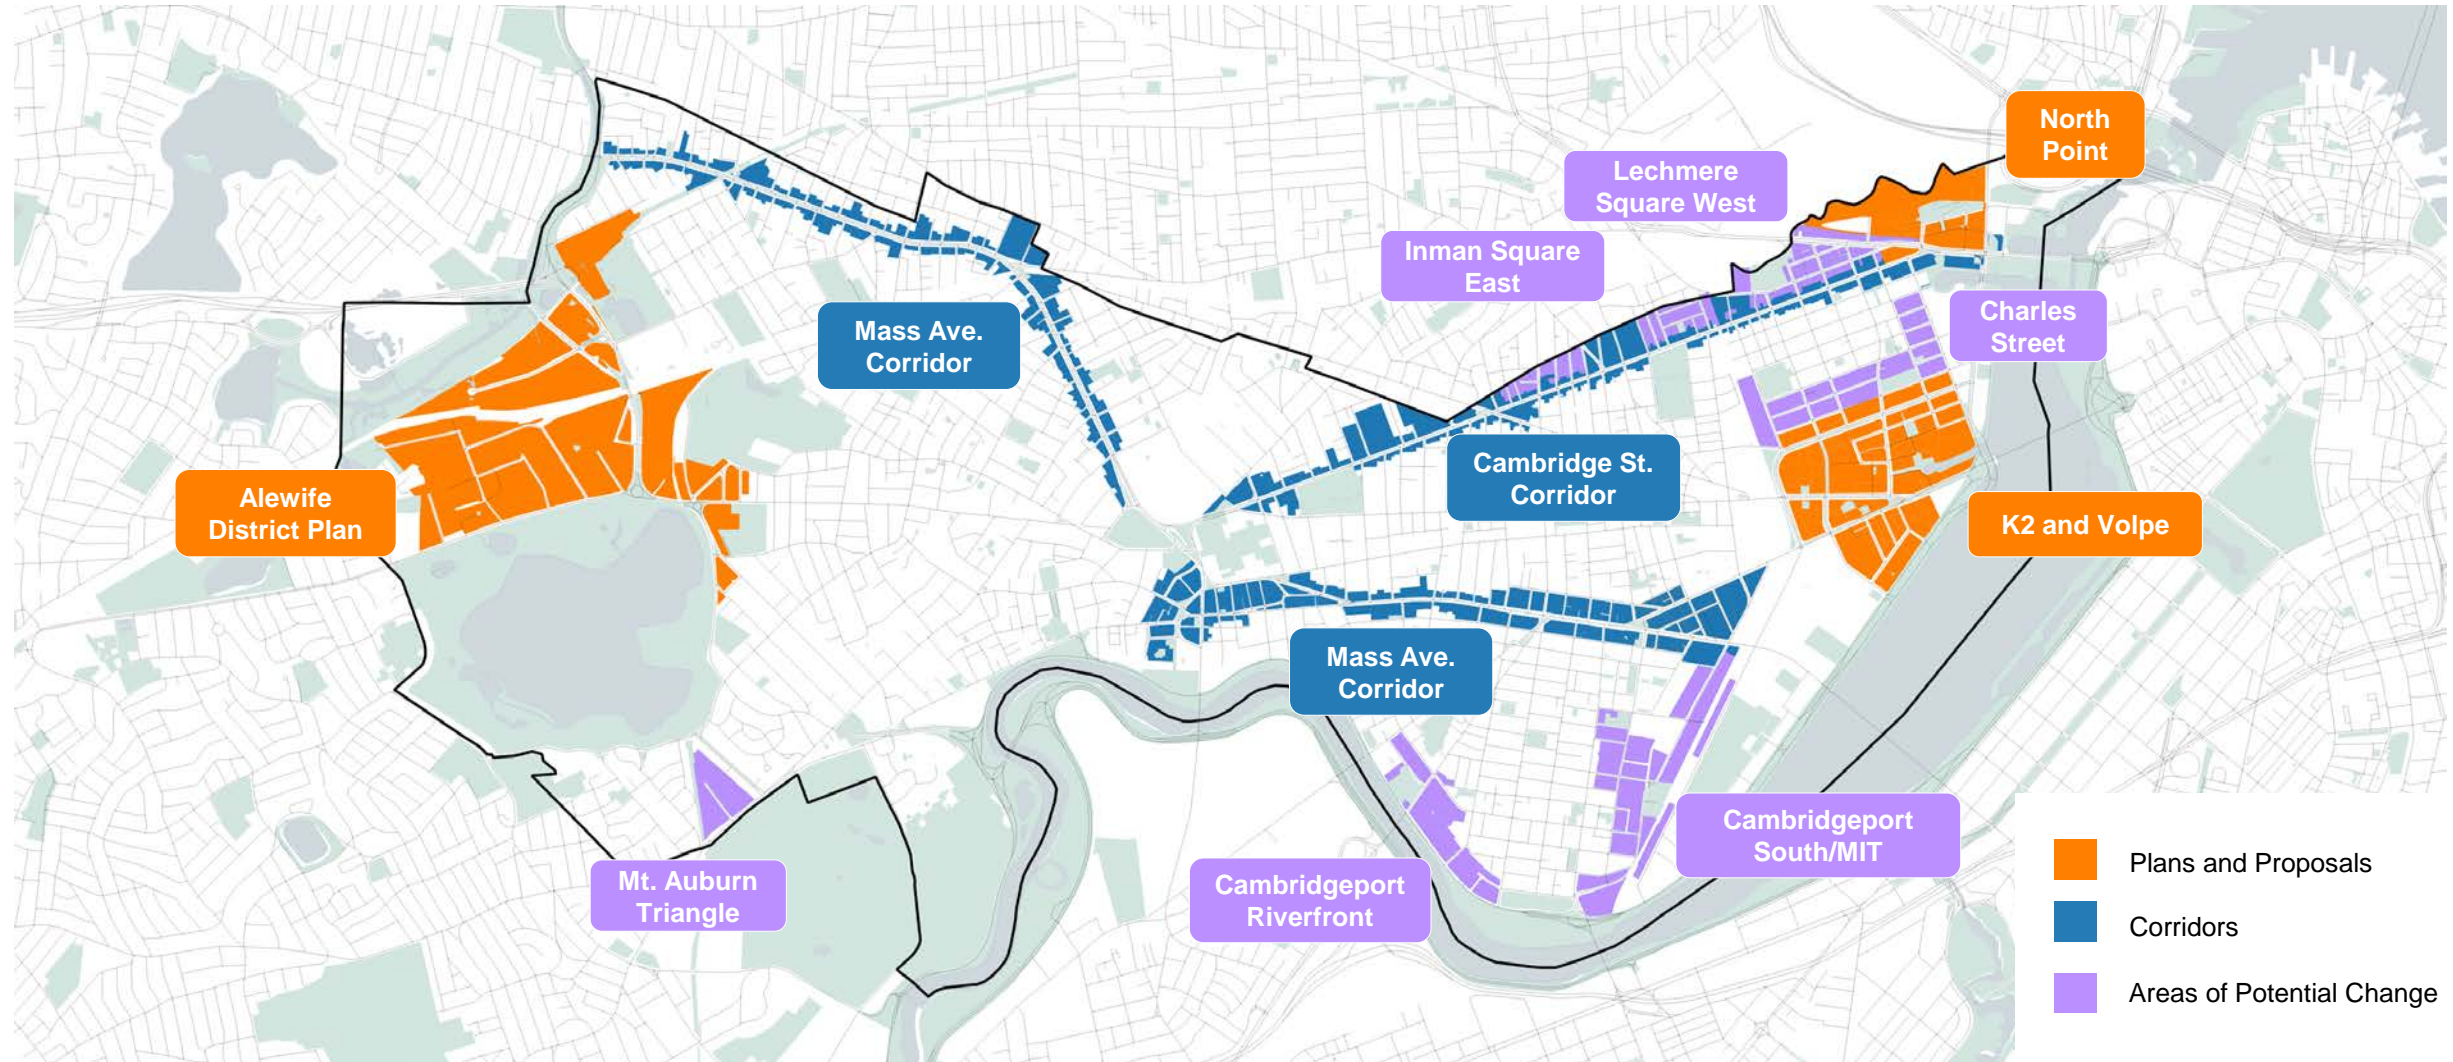 North
Point
Lechmere
Square West
Inman Square
East
Charles
Street
Mass Ave.
Corridor
Cambridge St.
Corridor
Alewife
District Plan
K2 and Volpe
Mass Ave.
Corridor
Cambridgeport
South/MIT
Mt. Auburn
Triangle
Cambridgeport
Riverfront
Plans and Proposals
Corridors
Areas of Potential Change